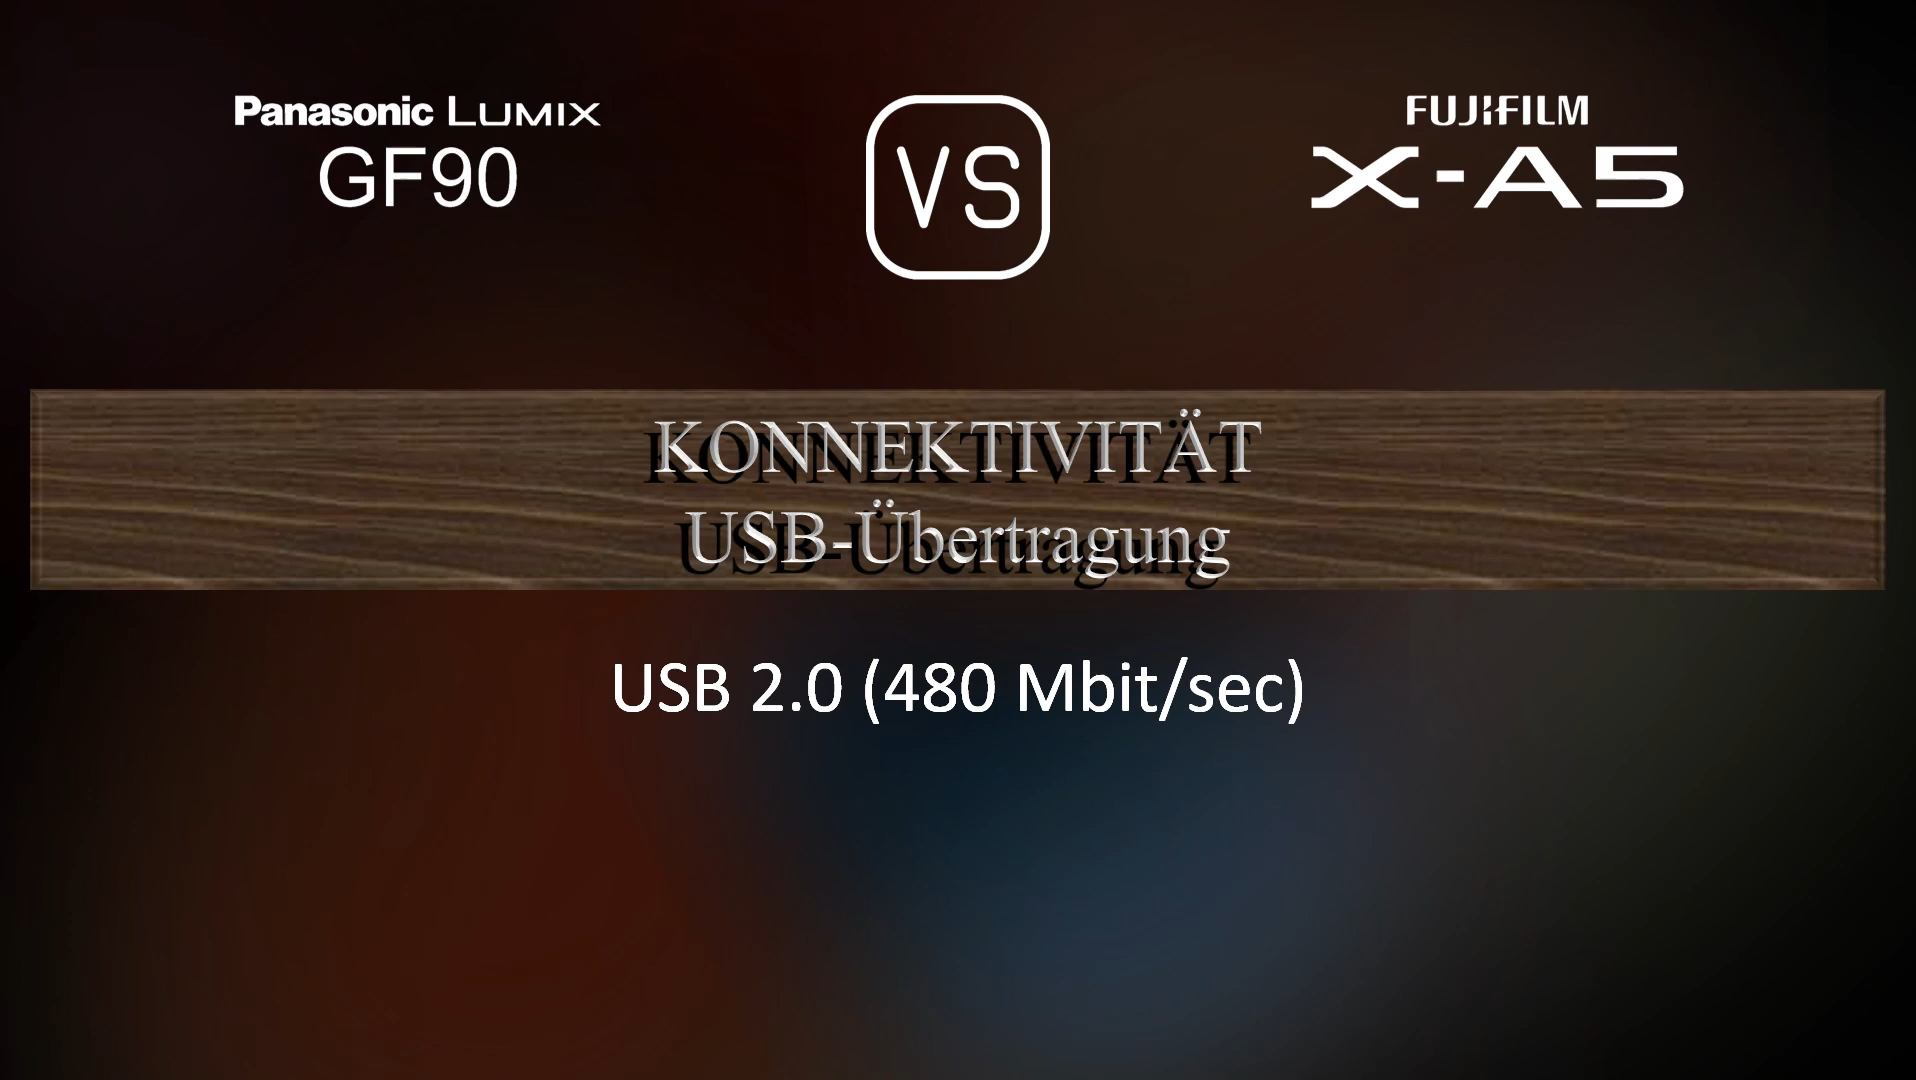 Panasonic LUMIX
GF90
VS
FUJIFILM
X-A5
KONNEKTIVITÄT
USB-Übertragung
USB 2.0 (480 Mbit/sec)